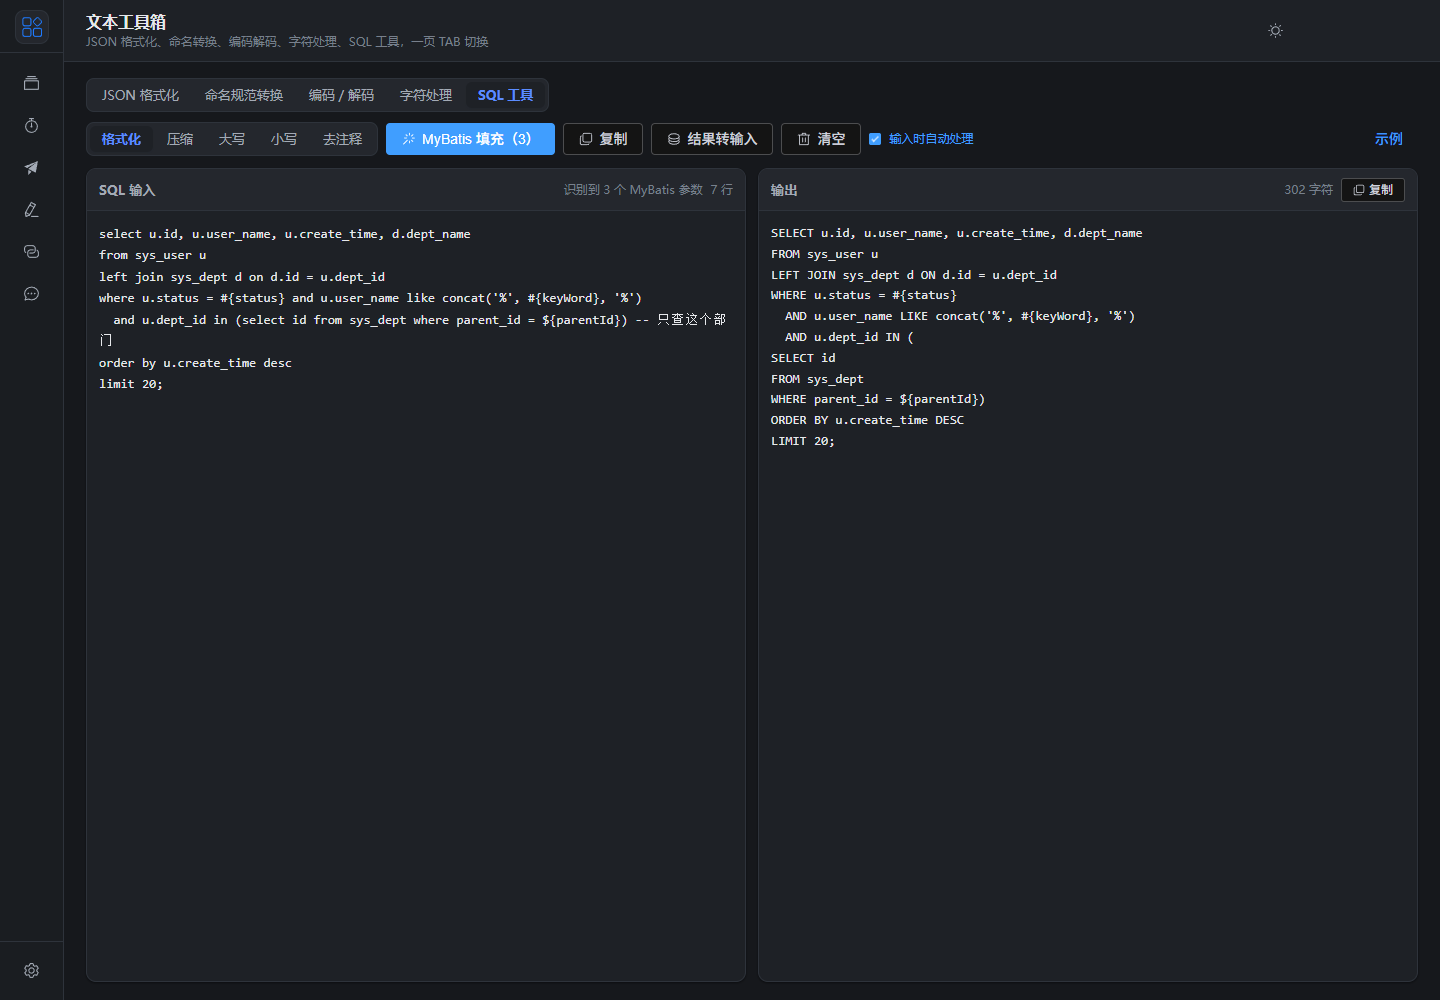 文本工具箱
JSON 格式化、命名转换、编码解码、字符处理、SQL 工具，一页 TAB 切换
JSON 格式化 命名规范转换 编码 / 解码 字符处理 SQL 工具
格式化 压缩 大写 小写 去注释 MyBatis 填充（3） 复制 结果转输入 清空 输入时自动处理 示例
SQL 输入 识别到 3 个 MyBatis 参数 7 行
select u.id, u.user_name, u.create_time, d.dept_name
from sys_user u
left join sys_dept d on d.id = u.dept_id
where u.status = #{status} and u.user_name like concat('%', #{keyWord}, '%')
  and u.dept_id in (select id from sys_dept where parent_id = ${parentId}) -- 只查这个部
门
order by u.create_time desc
limit 20;
输出 302 字符 复制
SELECT u.id, u.user_name, u.create_time, d.dept_name
FROM sys_user u
LEFT JOIN sys_dept d ON d.id = u.dept_id
WHERE u.status = #{status}
  AND u.user_name LIKE concat('%', #{keyWord}, '%')
  AND u.dept_id IN (
SELECT id
FROM sys_dept
WHERE parent_id = ${parentId})
ORDER BY u.create_time DESC
LIMIT 20;